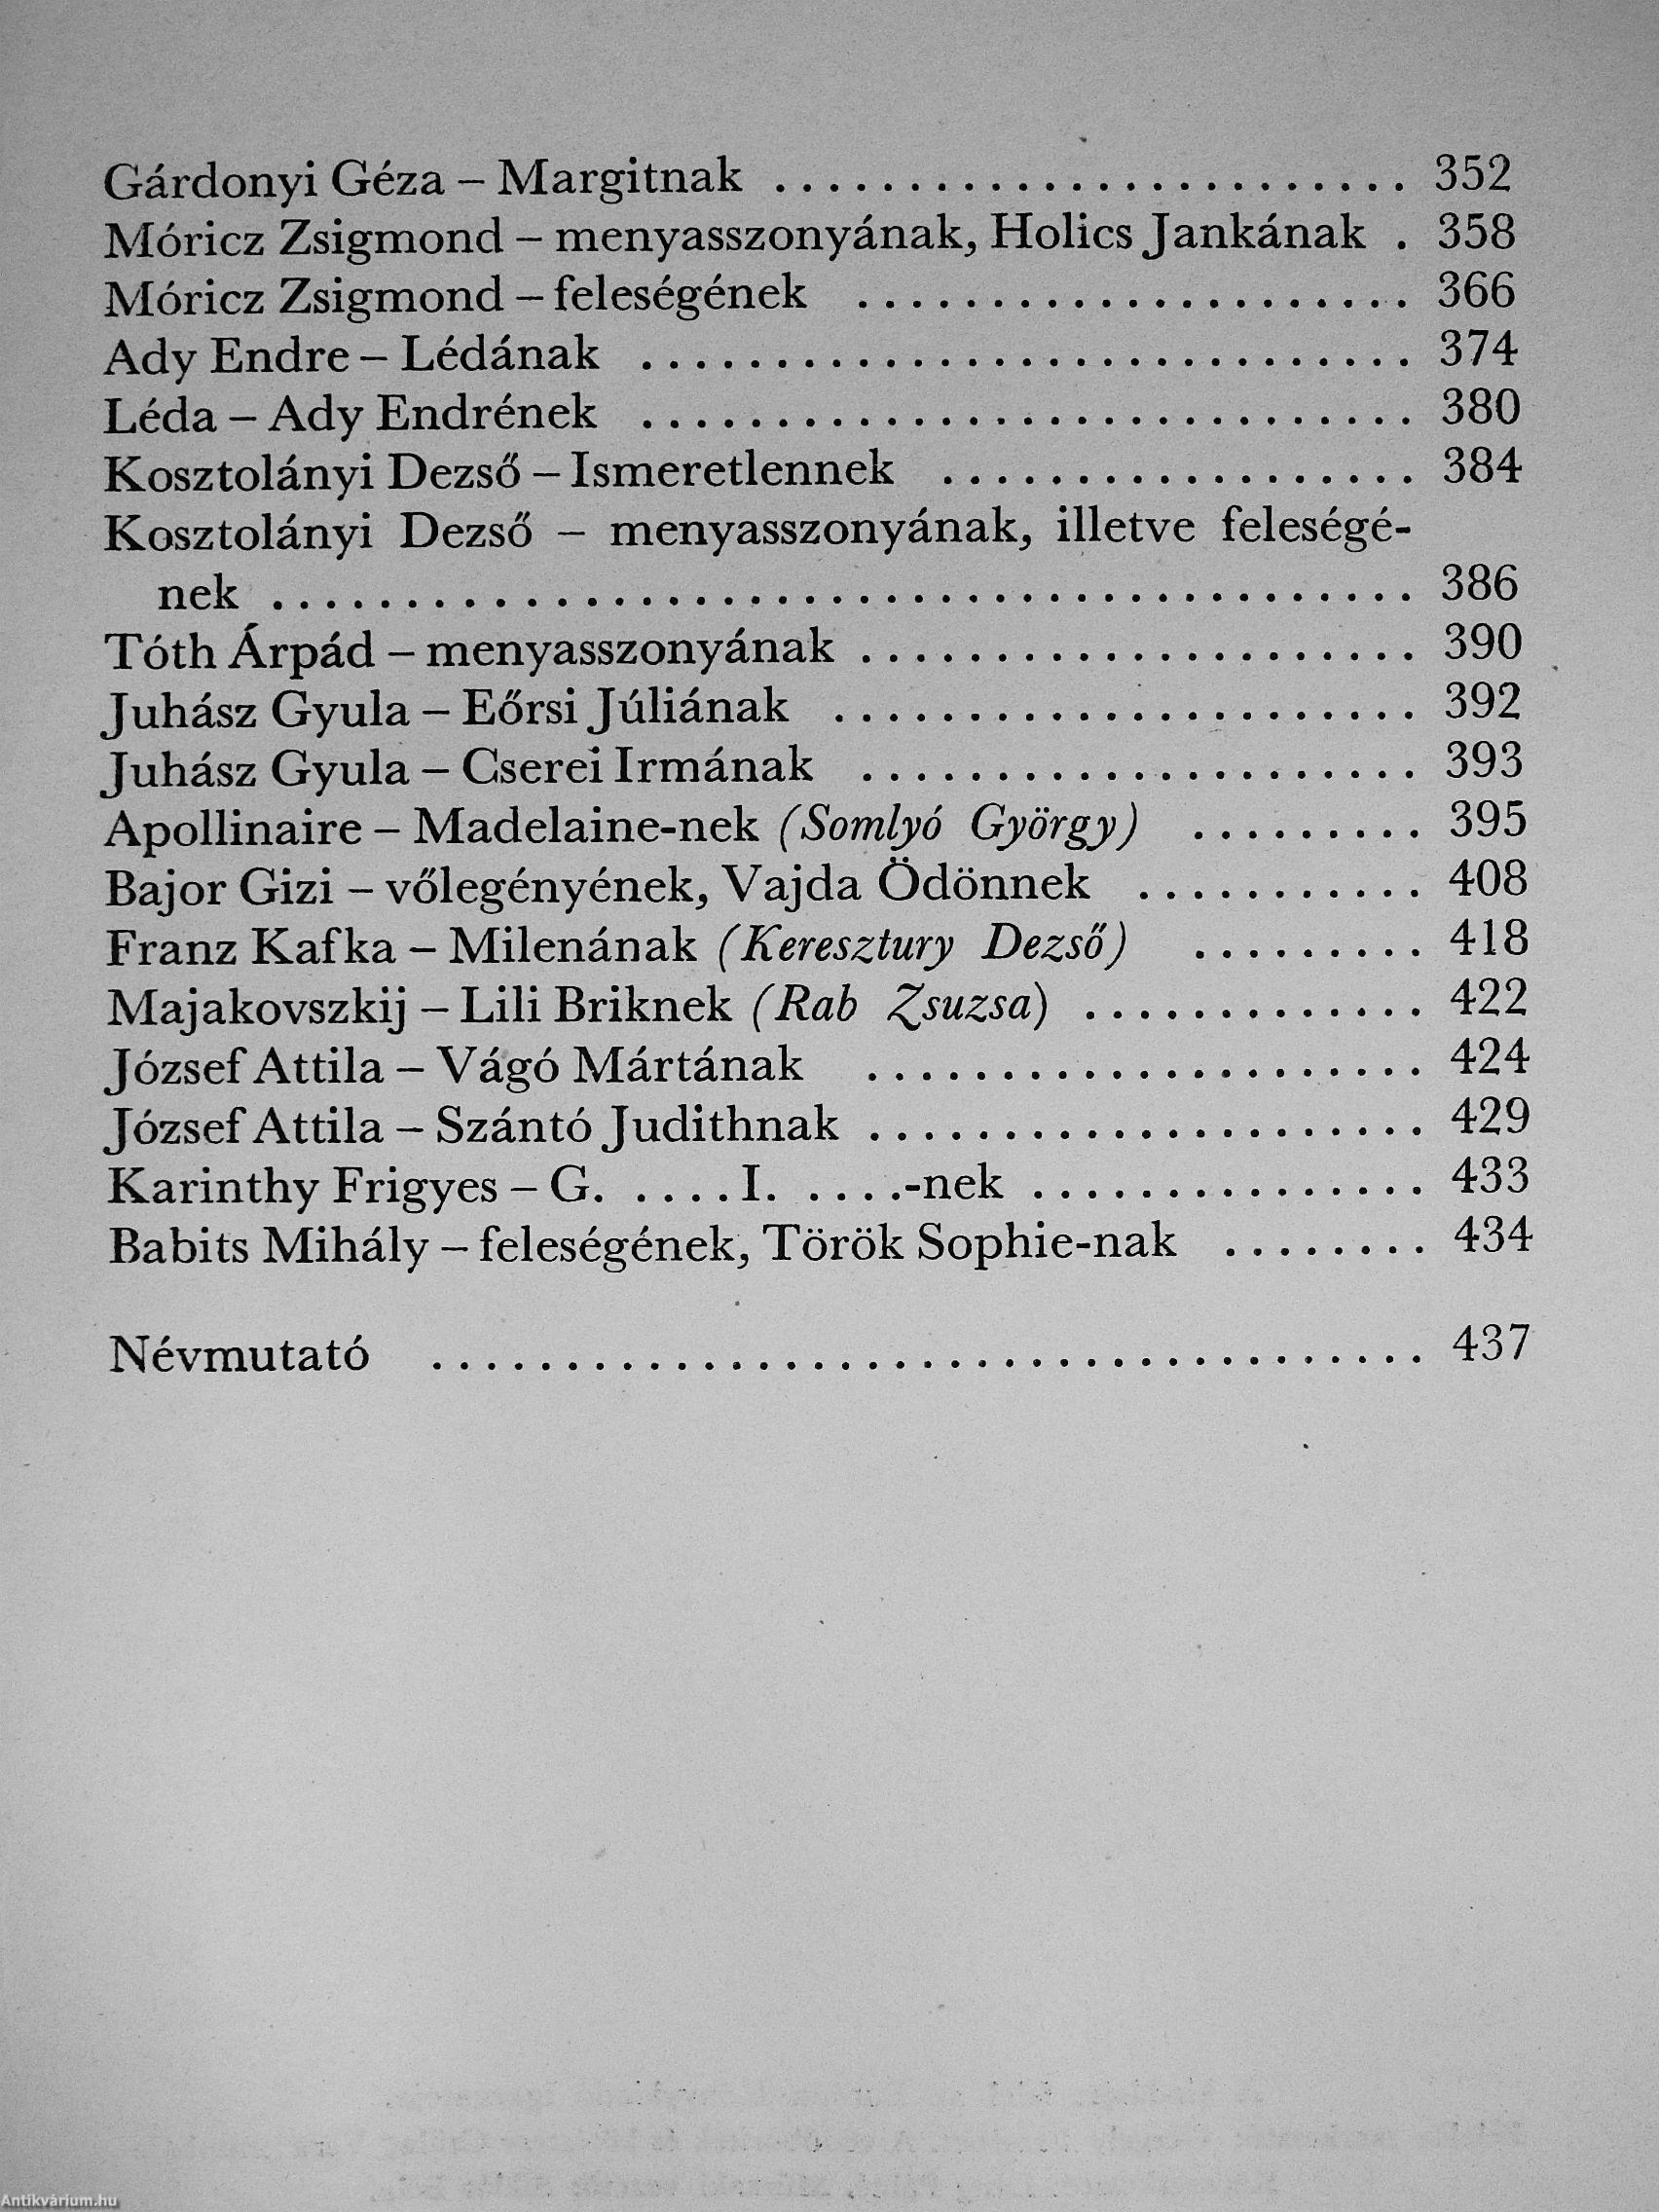 Gárdonyi Géza – Margitnak ........................ 352
Móricz Zsigmond – menyasszonyának, Holics Jankának . 358
Móricz Zsigmond – feleségének ..................... 366
Ady Endre – Lédának ............................. 374
Léda – Ady Endrének ............................. 380
Kosztolányi Dezső – Ismeretlennek .................. 384
Kosztolányi Dezső – menyasszonyának, illetve feleségé-
nek ........................................... 386
Tóth Árpád – menyasszonyának ..................... 390
Juhász Gyula – Eőrsi Júliának ...................... 392
Juhász Gyula – Cserei Irmának ..................... 393
Apollinaire – Madelaine-nek (Somlyó György) ......... 395
Bajor Gizi – vőlegényének, Vajda Ödönnek ........... 408
Franz Kafka – Milenának (Keresztury Dezső) ......... 418
Majakovszkij – Lili Briknek (Rab Zsuzsa) ............. 422
József Attila – Vágó Mártának ..................... 424
József Attila – Szántó Judithnak ..................... 429
Karinthy Frigyes – G. ....I. ....-nek ............... 433
Babits Mihály – feleségének, Török Sophie-nak ........ 434
Névmutató ..................................... 437
Antikvárium.hu